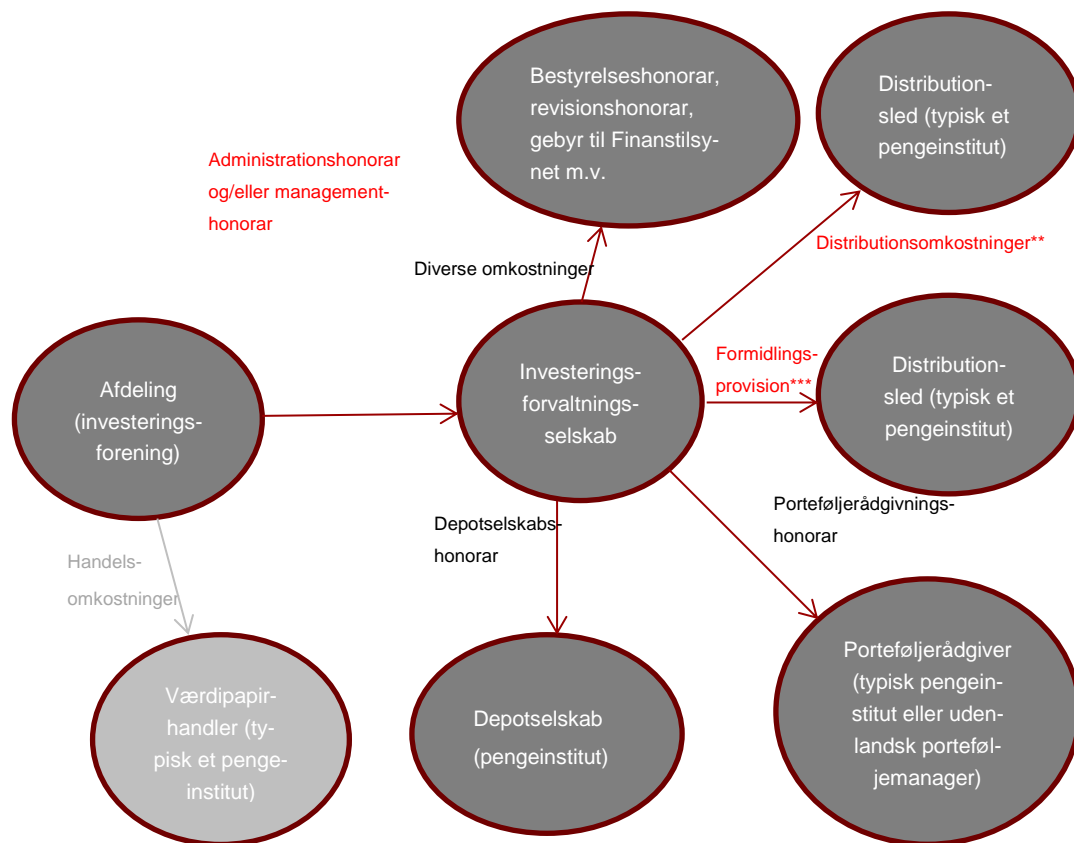 Bestyrelseshonorar,
revisionshonorar,
gebyr til Finanstilsy-
net m.v.
Distribution-
sled (typisk et
pengeinstitut)
Administrationshonorar
og/eller management-
honorar
Distributionsomkostninger**
Diverse omkostninger
Afdeling
(investerings-
forening)
Investerings-
forvaltnings-
selskab
Formidlings-
provision***
Distribution-
sled (typisk et
pengeinstitut)
Depotselskabs-
honorar
Porteføljerådgivnings-
honorar
Handels-
omkostninger
Værdipapir-
handler (ty-
pisk et penge-
institut)
Depotselskab
(pengeinstitut)
Porteføljerådgiver
(typisk pengein-
stitut eller uden-
landsk porteføl-
jemanager)